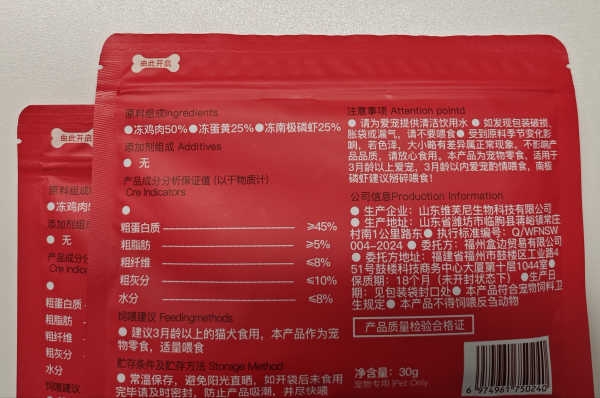 由此开启
原料组成Ingredients
●冻鸡肉50%●冻蛋黄25%●冻南极磷虾25%
添加剂组成 Additives
● 无
产品成分分析保证值 (以干物质计)
Cre Indicators
●
粗蛋白质 ≥45%
粗脂肪 ≥5%
粗纤维 ≤8%
粗灰分 ≤10%
水分 ≤8%
饲喂建议 Feedingmethods
● 建议3月龄以上的猫犬食用，本产品作为宠
物零食，适量喂食
贮存条件及贮存方法 Storage Method
● 常温保存，避免阳光直晒，如开袋后未食用
完毕请及时密封，防止产品吸潮，并尽快喂
注意事项 Attention pointd
● 请为爱宠提供清洁饮用水 ● 如发现包装破损、
胀袋或漏气，请不要喂食● 受到原料季节变化影
响，若色泽，大小略有差异属正常现象，不影响产
品品质，请放心食用。本产品为宠物零食，适用于
3月龄以上爱宠，3月龄以内爱宠酌情喂食，南极
磷虾建议掰碎喂食！
公司信息Production Information
● 生产企业：山东维芙尼生物科技有限公司
● 生产地址：山东省潍坊市临朐县蒋峪镇常庄
村南1公里路东● 执行标准编号：Q/WFNSW
004-2024 ● 委托方：福州盒边贸易有限公司
● 委托方地址：福建省福州市鼓楼区工业路4
51号鼓楼科技商务中心大厦第十层1044室●
保质期：18个月（未开封状态下） ●生产日
期：见包装袋封口处● 本产品符合宠物饲料卫
生规定● 本产品不得饲喂反刍动物
产品质量检验合格证
净含量：30g
宠物专用 |Pet Only
6 974961 750240
由此开启
原料组成In
●冻鸡肉5
添加剂组
● 无
产品成分
Cre Indic
●
粗蛋白质
粗脂肪
粗纤维
粗灰分
水分
饲喂建议